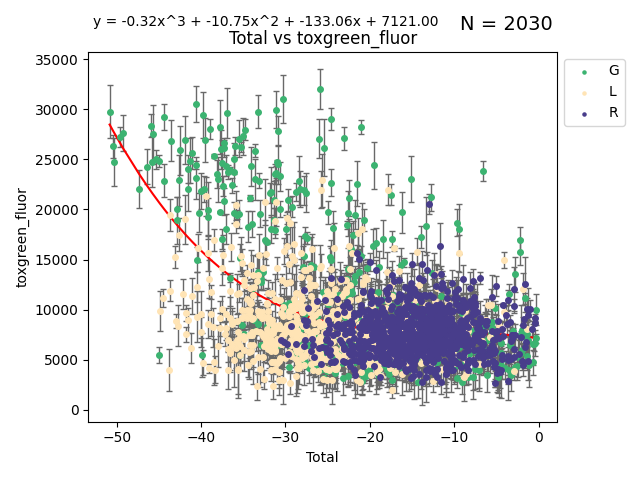 y = -0.32x^3 + -10.75x^2 + -133.06x + 7121.00
N = 2030
Total vs toxgreen_fluor
35000
30000
25000
20000
15000
10000
5000
0
toxgreen_fluor
−50
−40
−30
−20
−10
0
Total
G
L
R